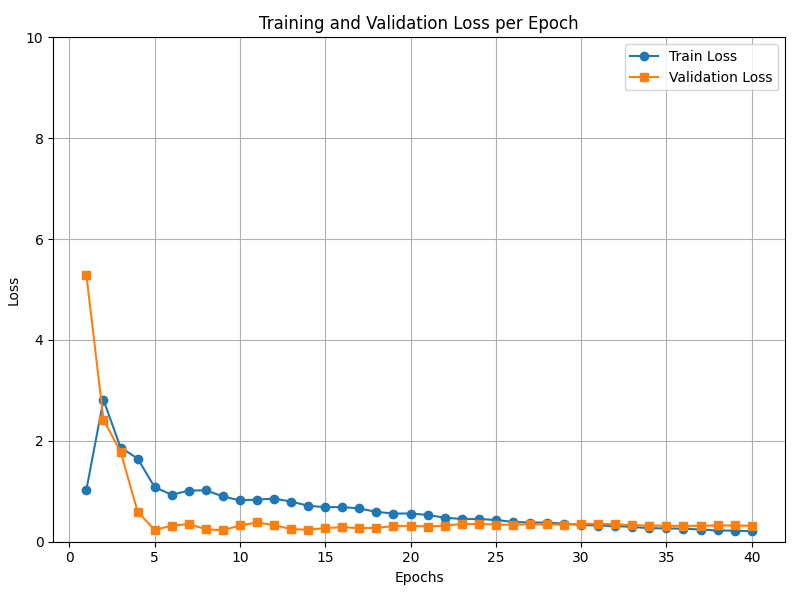 Training and Validation Loss per Epoch
10
8
6
4
2
0
Loss
Train Loss
Validation Loss
0 5 10 15 20 25 30 35 40
Epochs